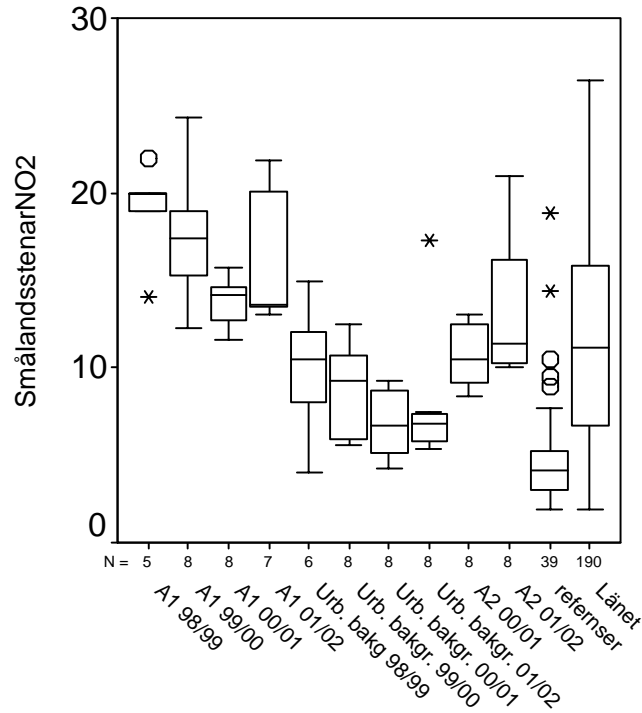 30
20
10
0
SmålandsstenarNO2
N = 5 8 8 7 6 8 8 8 8 8 39 190
A1 98/99
A1 99/00
A1 00/01
A1 01/02
Urb. bakg 98/99
Urb. bakgr. 99/00
Urb. bakgr. 00/01
Urb. bakgr. 01/02
A2 00/01
A2 01/02
refernser
Länet